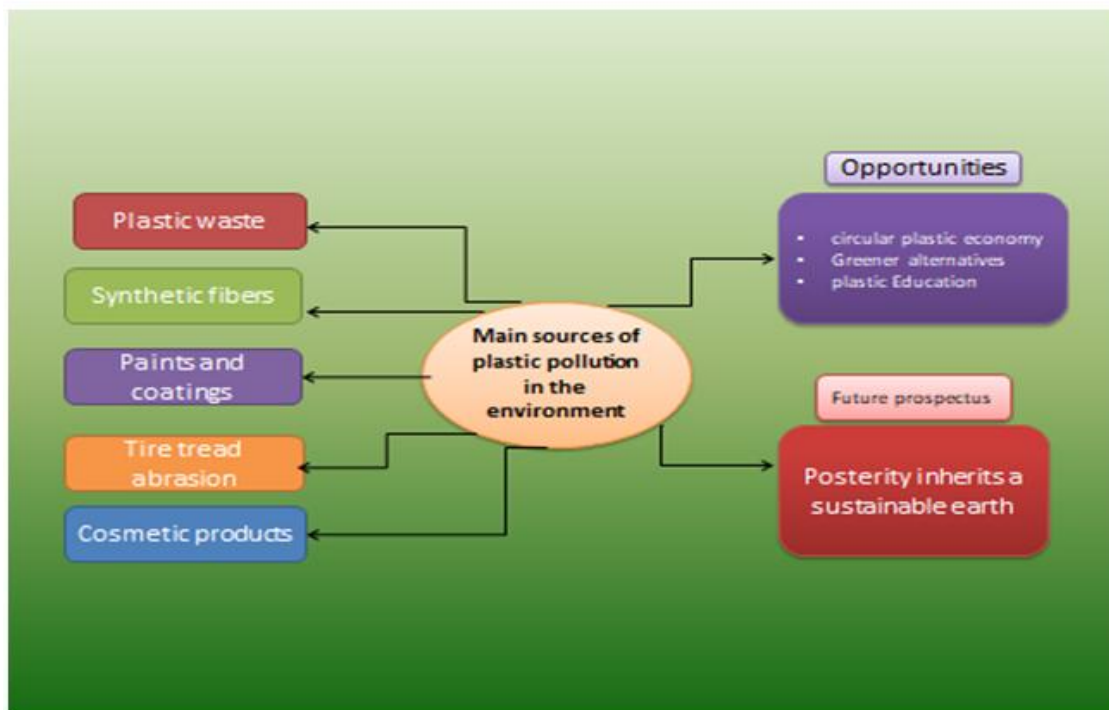 Plastic waste
Synthetic fibers
Paints and
coatings
Tire tread
abrasion
Cosmetic products
Main sources of
plastic pollution
in the
environment
Opportunities
• circular plastic economy
• Greener alternatives
• plastic Education
Future prospectus
Posterity inherits a
sustainable earth